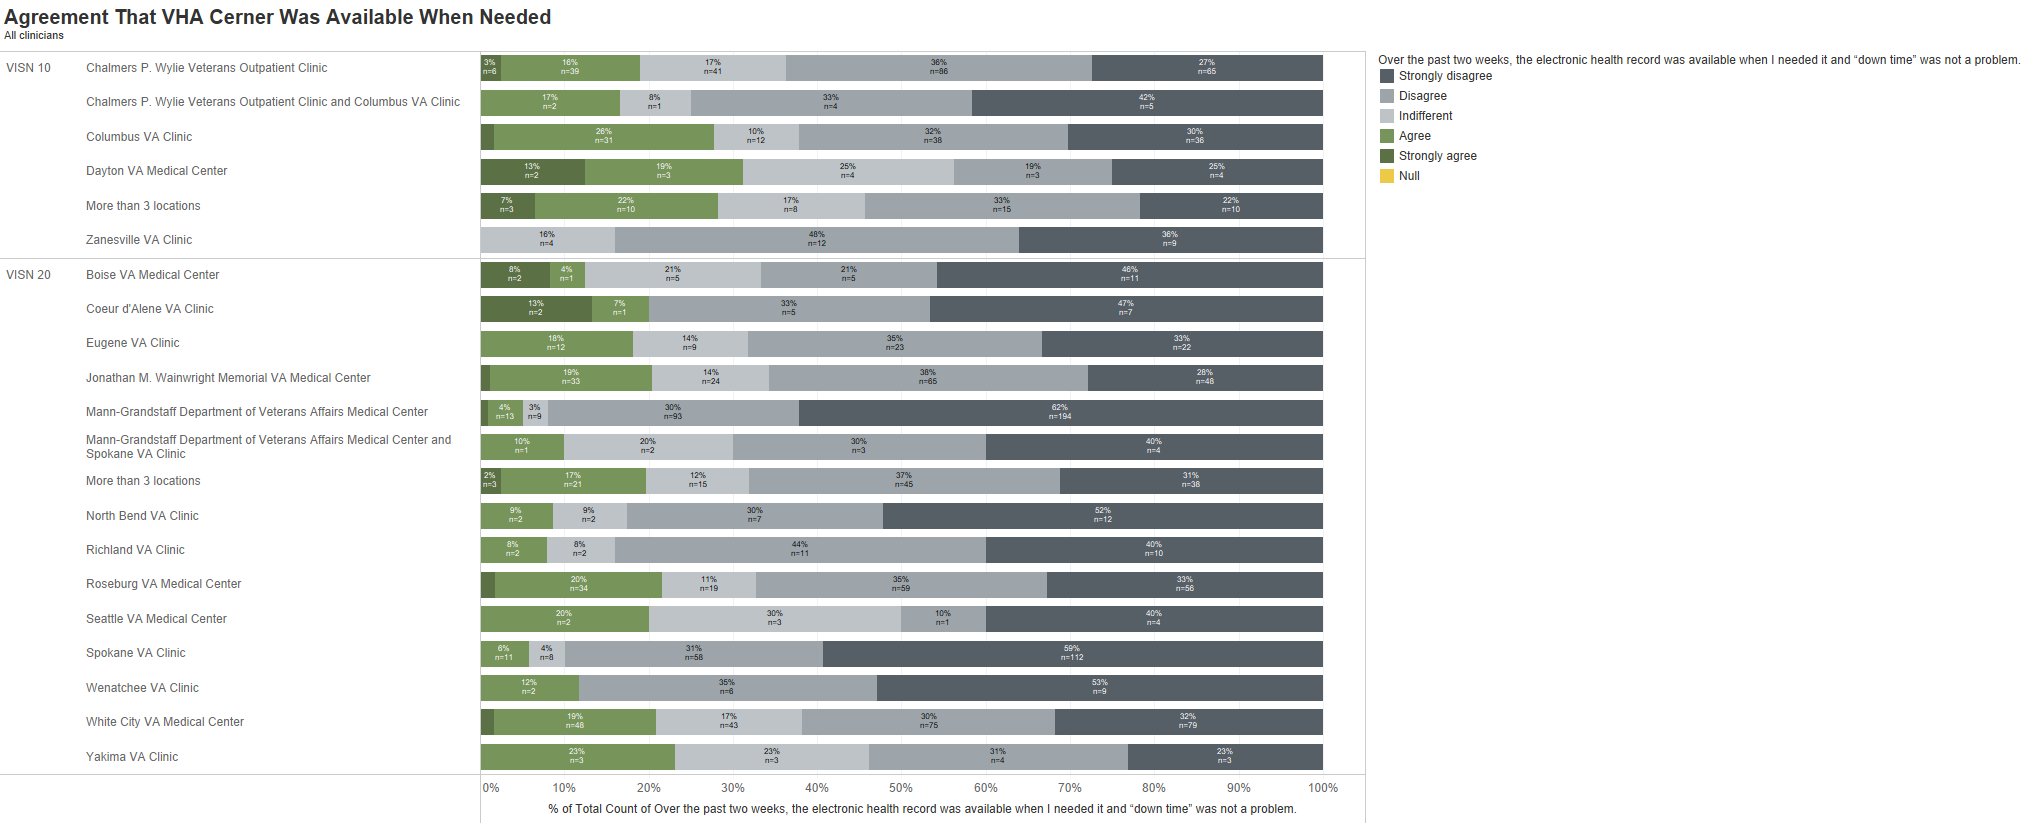 Agreement That VHA Cerner Was Available When Needed
All clinicians
VISN 10
Chalmers P. Wylie Veterans Outpatient Clinic
3% 16% 17% 36% 27%
n=6 n=39 n=41 n=86 n=65
Chalmers P. Wylie Veterans Outpatient Clinic and Columbus VA Clinic
17% 8% 33% 42%
n=2 n=1 n=4 n=5
Columbus VA Clinic
26% 10% 32% 30%
n=31 n=12 n=38 n=36
Dayton VA Medical Center
13% 19% 25% 19% 25%
n=2 n=3 n=4 n=3 n=4
More than 3 locations
7% 22% 17% 33% 22%
n=3 n=10 n=8 n=15 n=10
Zanesville VA Clinic
16% 48% 36%
n=4 n=12 n=9
VISN 20
Boise VA Medical Center
8% 4% 21% 21% 46%
n=2 n=1 n=5 n=5 n=11
Coeur d'Alene VA Clinic
13% 7% 33% 47%
n=2 n=1 n=5 n=7
Eugene VA Clinic
18% 14% 35% 33%
n=12 n=9 n=23 n=22
Jonathan M. Wainwright Memorial VA Medical Center
19% 14% 38% 28%
n=33 n=24 n=65 n=48
Mann-Grandstaff Department of Veterans Affairs Medical Center
4% 3% 30% 62%
n=13 n=9 n=93 n=194
Mann-Grandstaff Department of Veterans Affairs Medical Center and
Spokane VA Clinic
10% 20% 30% 40%
n=1 n=2 n=3 n=4
More than 3 locations
2% 17% 12% 37% 31%
n=3 n=21 n=15 n=45 n=38
North Bend VA Clinic
9% 9% 30% 52%
n=2 n=2 n=7 n=12
Richland VA Clinic
8% 8% 44% 40%
n=2 n=2 n=11 n=10
Roseburg VA Medical Center
20% 11% 35% 33%
n=34 n=19 n=59 n=56
Seattle VA Medical Center
20% 30% 10% 40%
n=2 n=3 n=1 n=4
Spokane VA Clinic
6% 4% 31% 59%
n=11 n=8 n=58 n=112
Wenatchee VA Clinic
12% 35% 53%
n=2 n=6 n=9
White City VA Medical Center
19% 17% 30% 32%
n=48 n=43 n=75 n=79
Yakima VA Clinic
23% 23% 31% 23%
n=3 n=3 n=4 n=3
0% 10% 20% 30% 40% 50% 60% 70% 80% 90% 100%
% of Total Count of Over the past two weeks, the electronic health record was available when I needed it and “down time” was not a problem.
Over the past two weeks, the electronic health record was available when I needed it and “down time” was not a problem.
Strongly disagree
Disagree
Indifferent
Agree
Strongly agree
Null